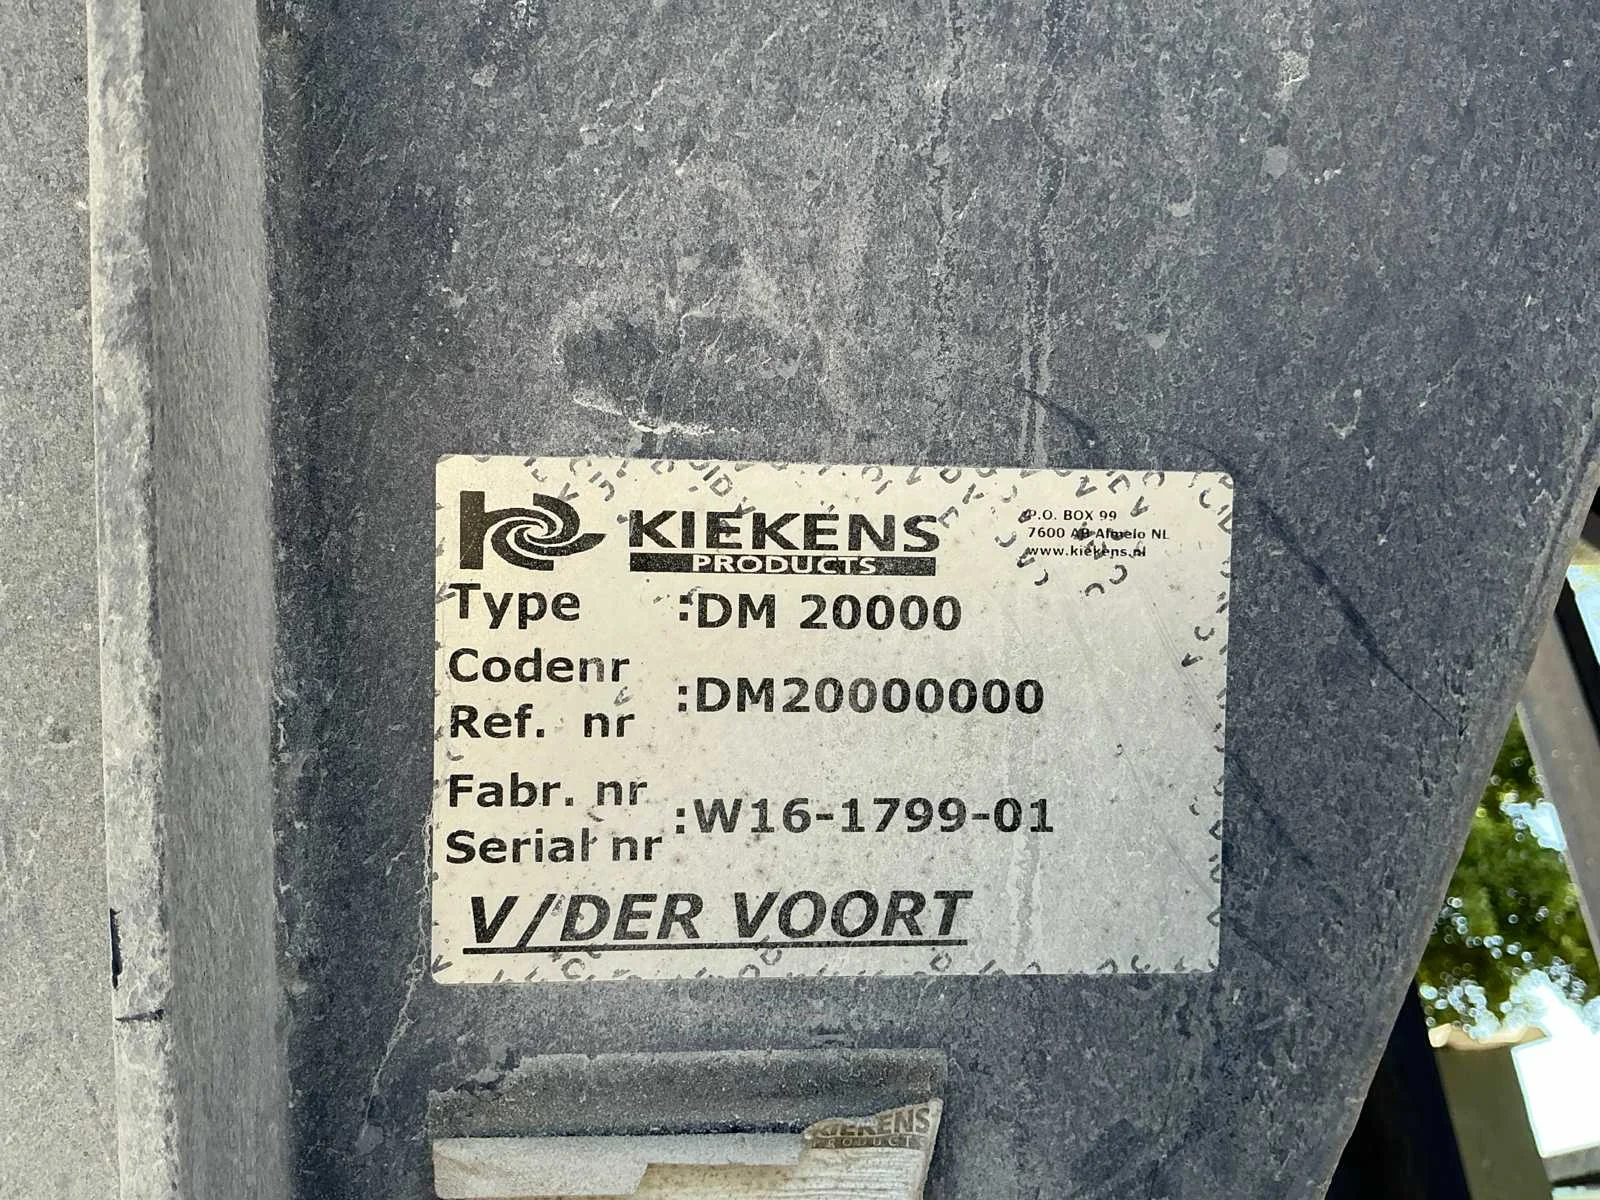 KIEKENS
PRODUCTS
P.O. BOX 99
7600 AB Almelo NL
www.kiekens.nl
Type :DM 20000
Codenr
Ref. nr :DM20000000
Fabr. nr
Serial nr :W16-1799-01
V/DER VOORT
KIEKENS
PRODUCT